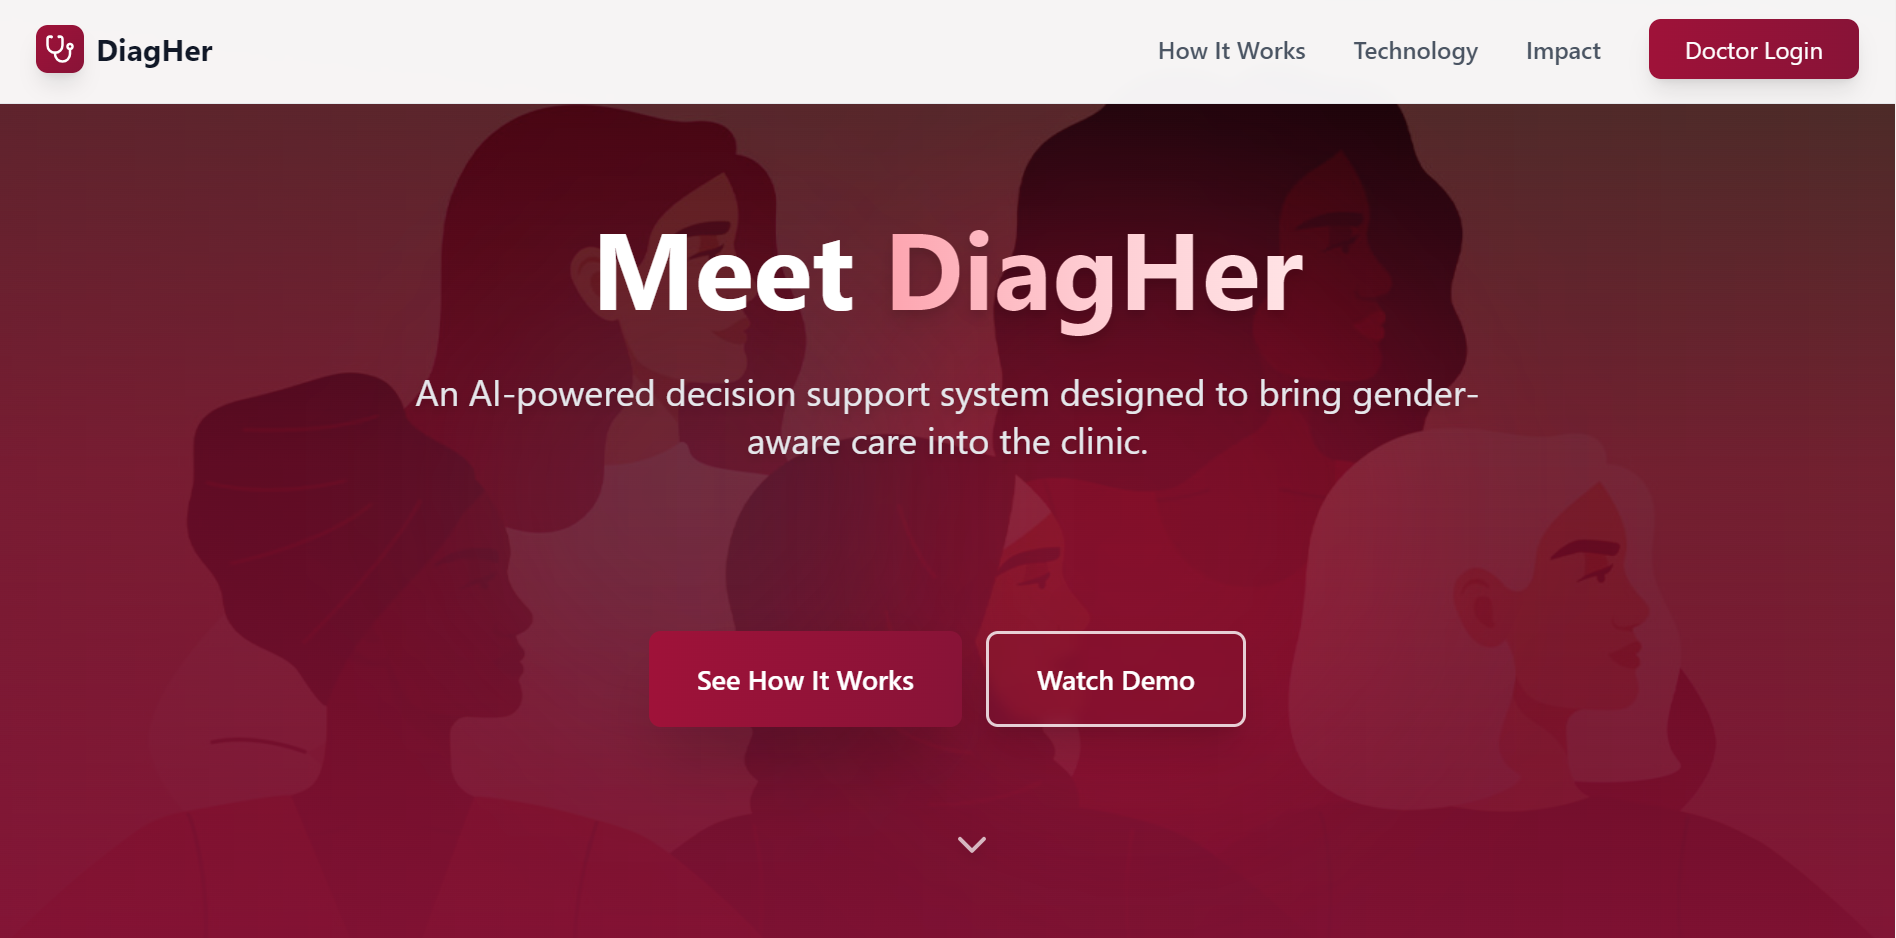 DiagHer
How It Works
Technology
Impact
Doctor Login
Meet DiagHer
An AI-powered decision support system designed to bring gender-
aware care into the clinic.
See How It Works
Watch Demo